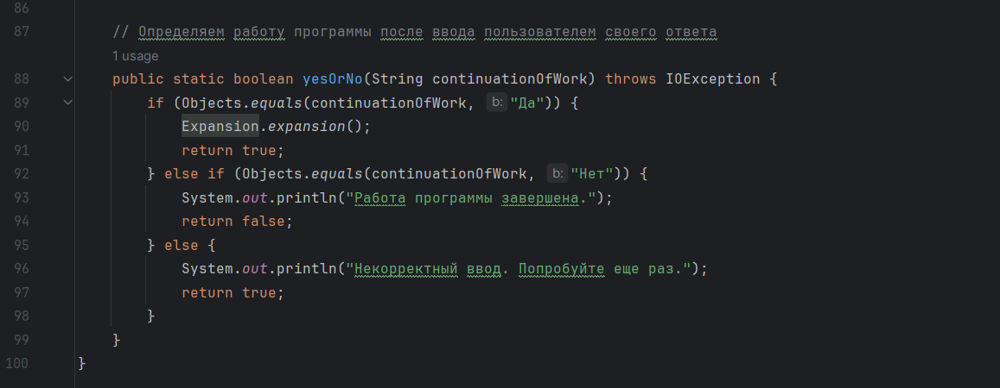 86
87 // Определяем работу программы после ввода пользователем своего ответа
1 usage
88 public static boolean yesOrNo(String continuationOfWork) throws IOException {
89 if (Objects.equals(continuationOfWork, b: "Да")) {
90 Expansion.expansion();
91 return true;
92 } else if (Objects.equals(continuationOfWork, b: "Нет")) {
93 System.out.println("Работа программы завершена.");
94 return false;
95 } else {
96 System.out.println("Некорректный ввод. Попробуйте еще раз.");
97 return true;
98 }
99 }
100 }